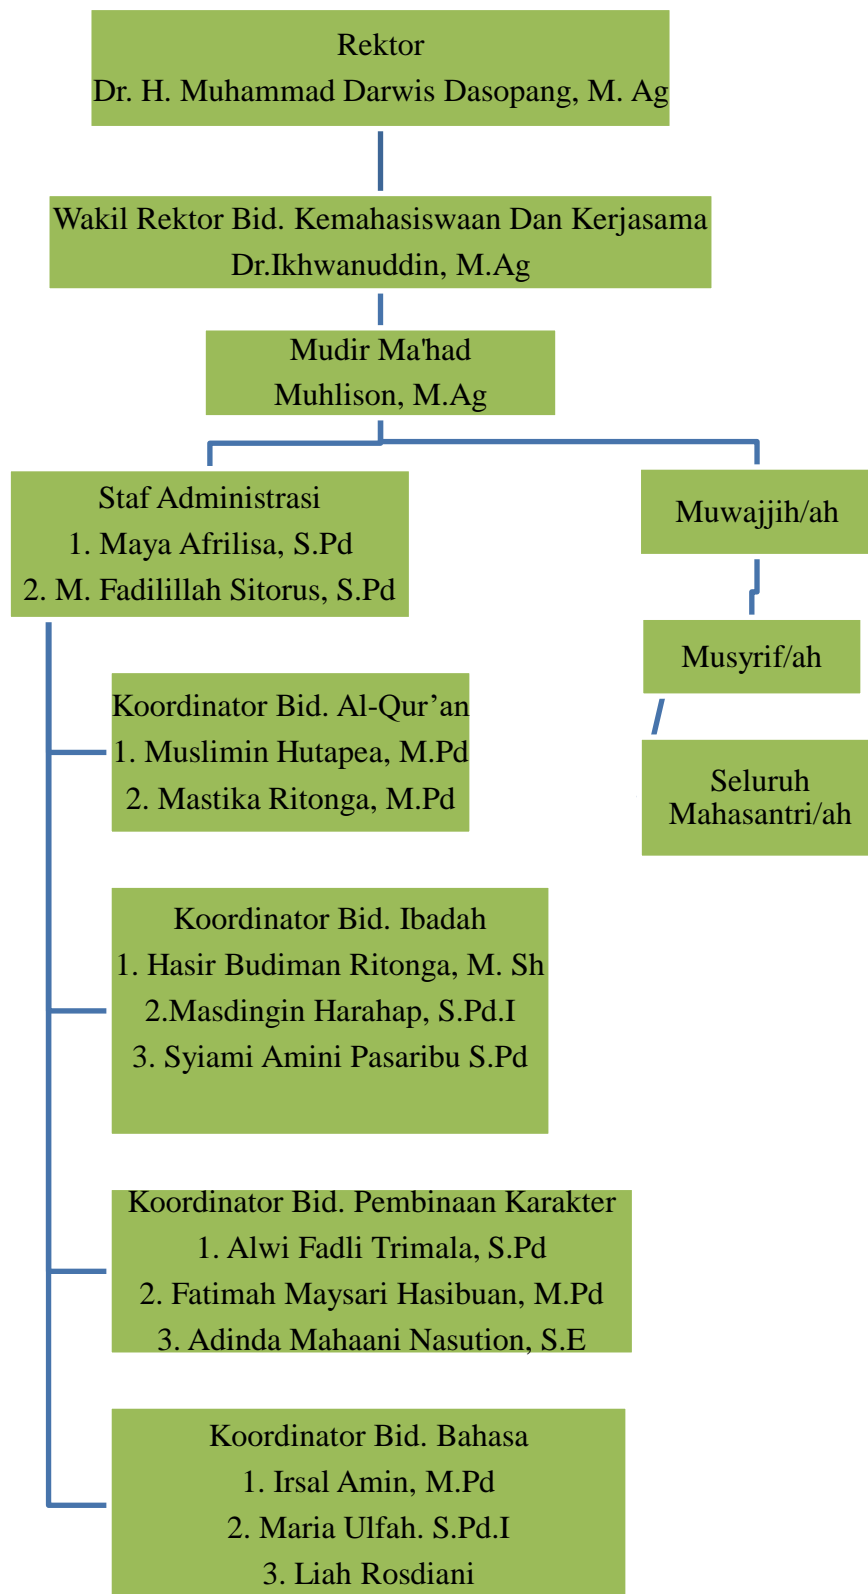 Rektor
Dr. H. Muhammad Darwis Dasopang, M. Ag
Wakil Rektor Bid. Kemahasiswaan Dan Kerjasama
Dr.Ikhwanuddin, M.Ag
Mudir Ma'had
Muhlison, M.Ag
Staf Administrasi
1. Maya Afrilisa, S.Pd
2. M. Fadilillah Sitorus, S.Pd
Muwajjih/ah
Musyrif/ah
Seluruh
Mahasantri/ah
Koordinator Bid. Al-Qur’an
1. Muslimin Hutapea, M.Pd
2. Mastika Ritonga, M.Pd
Koordinator Bid. Ibadah
1. Hasir Budiman Ritonga, M. Sh
2.Masdingin Harahap, S.Pd.I
3. Syiami Amini Pasaribu S.Pd
Koordinator Bid. Pembinaan Karakter
1. Alwi Fadli Trimala, S.Pd
2. Fatimah Maysari Hasibuan, M.Pd
3. Adinda Mahaani Nasution, S.E
Koordinator Bid. Bahasa
1. Irsal Amin, M.Pd
2. Maria Ulfah. S.Pd.I
3. Liah Rosdiani